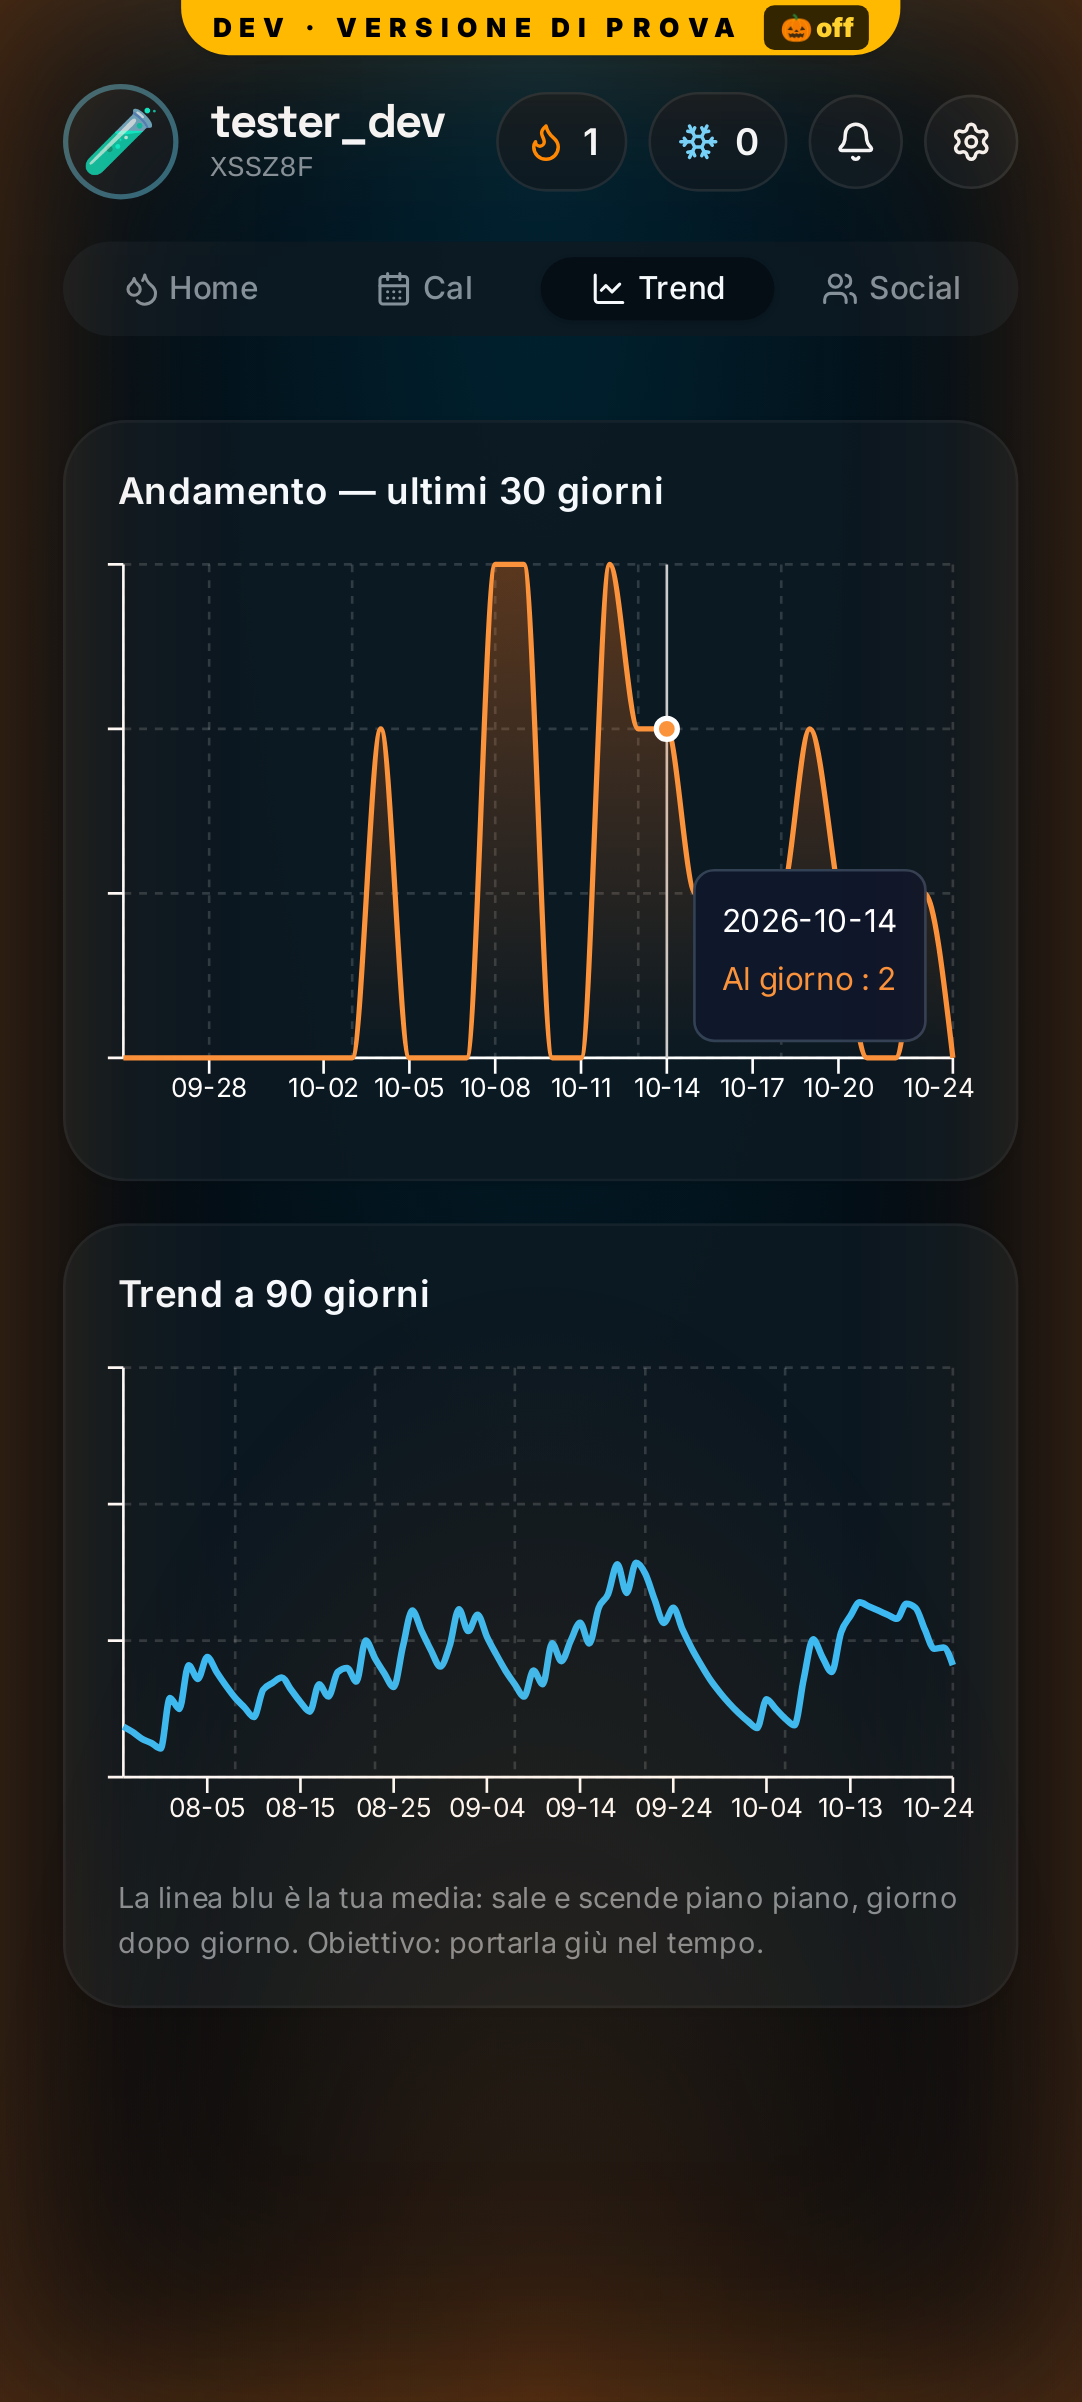 DEV · VERSIONE DI PROVA 🎃 off
tester_dev
XSSZ8F
1
0
Home
Cal
Trend
Social
Andamento — ultimi 30 giorni
2026-10-14
Al giorno : 2
09-28 10-02 10-05 10-08 10-11 10-14 10-17 10-20 10-24
Trend a 90 giorni
08-05 08-15 08-25 09-04 09-14 09-24 10-04 10-13 10-24
La linea blu è la tua media: sale e scende piano piano, giorno
dopo giorno. Obiettivo: portarla giù nel tempo.